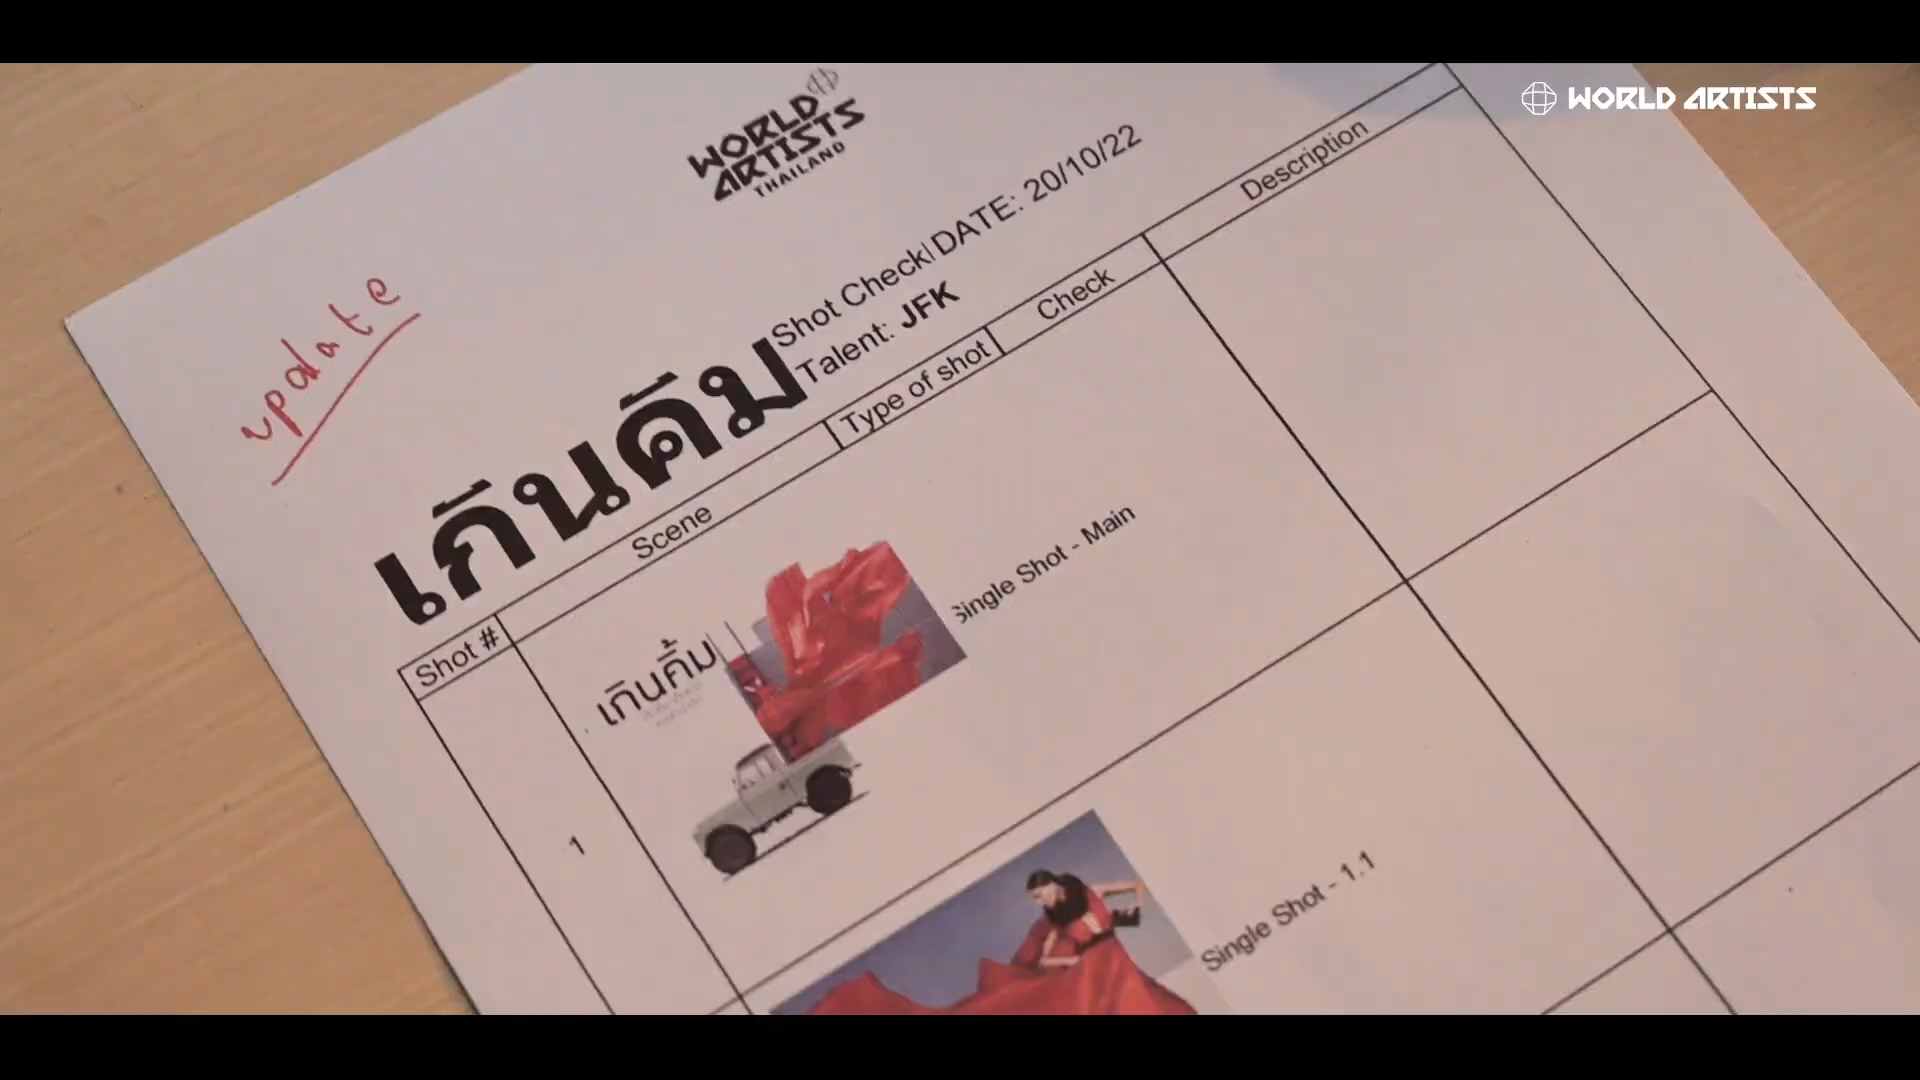 WORLD ARTISTS
WORLD
ARTISTS
THAILAND
Shot Check/DATE: 20/10/22
Talent: JFK
update
เกินคิม
Shot #
Scene
Type of shot
Check
Description
1
เกินคิ้ม
Single Shot - Main
Single Shot - 1.1